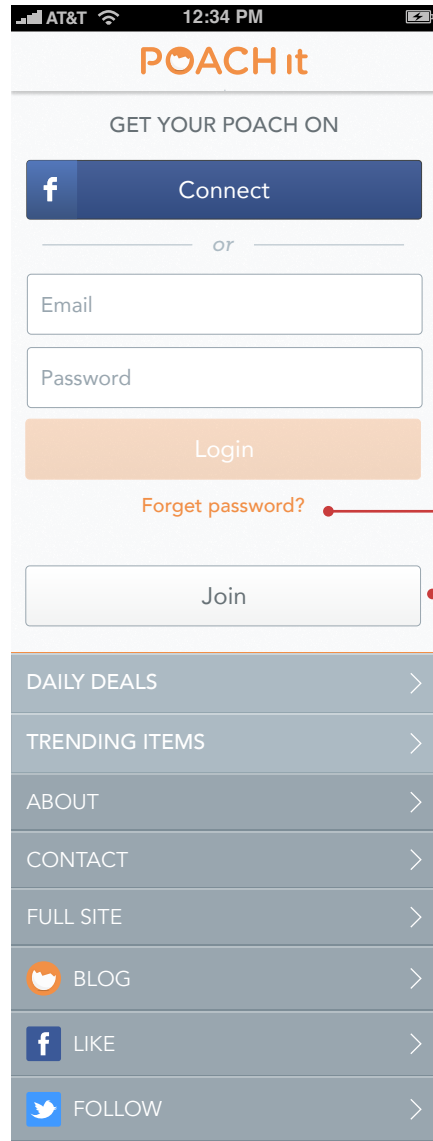 AT&T 12:34 PM
POACH it
GET YOUR POACH ON
f Connect
or
Email
Password
Login
Forget password?
Join
DAILY DEALS
TRENDING ITEMS
ABOUT
CONTACT
FULL SITE
BLOG
f LIKE
FOLLOW